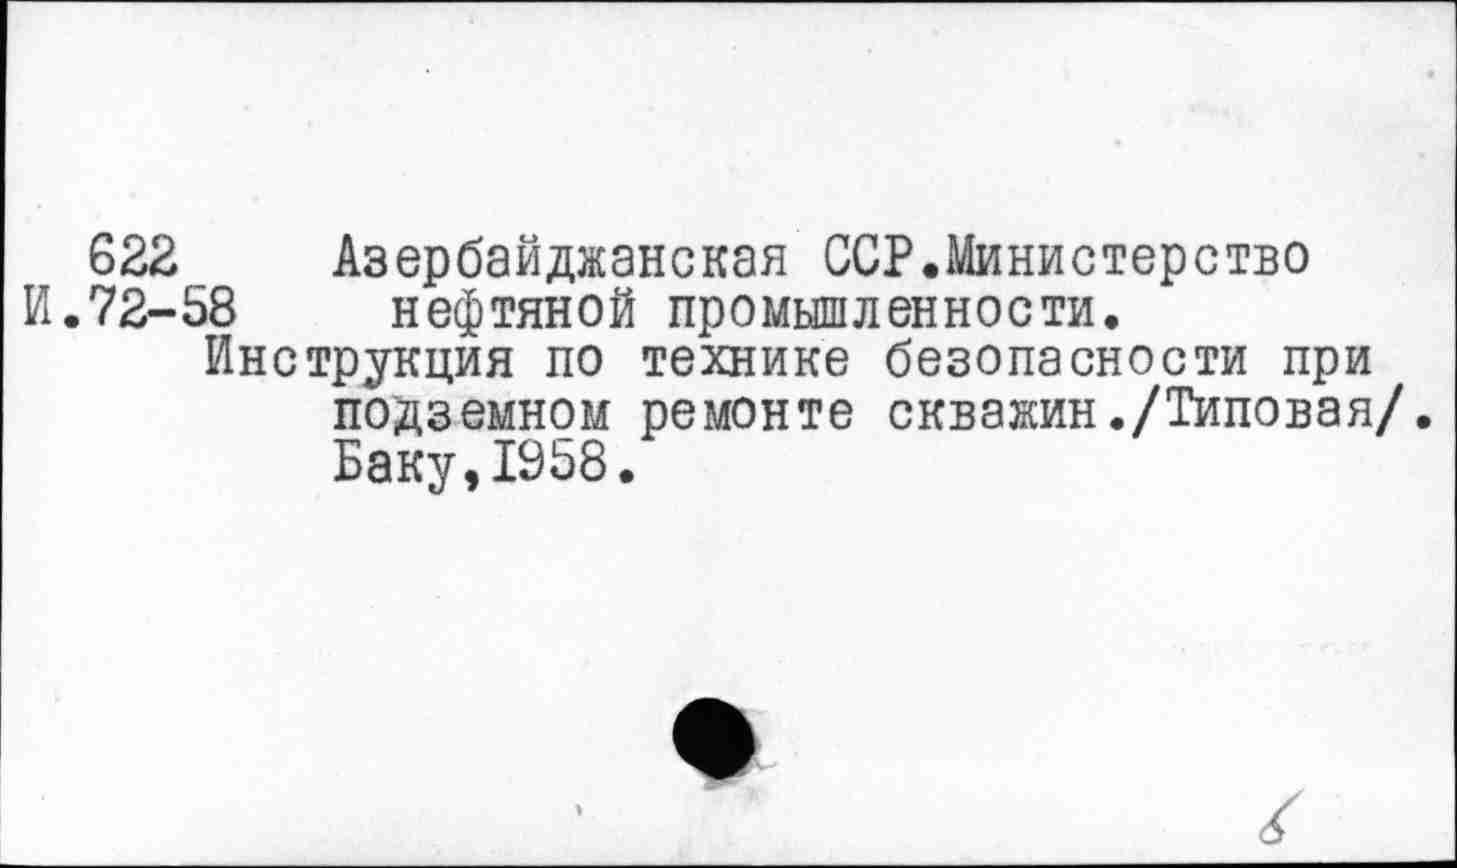 622 Азербайджанская ССР.Министерство
И.72-58 нефтяной промышленности.
Инструкция по технике безопасности при
подземном ремонте скважин./Типовая/.
Баку,1958.
6